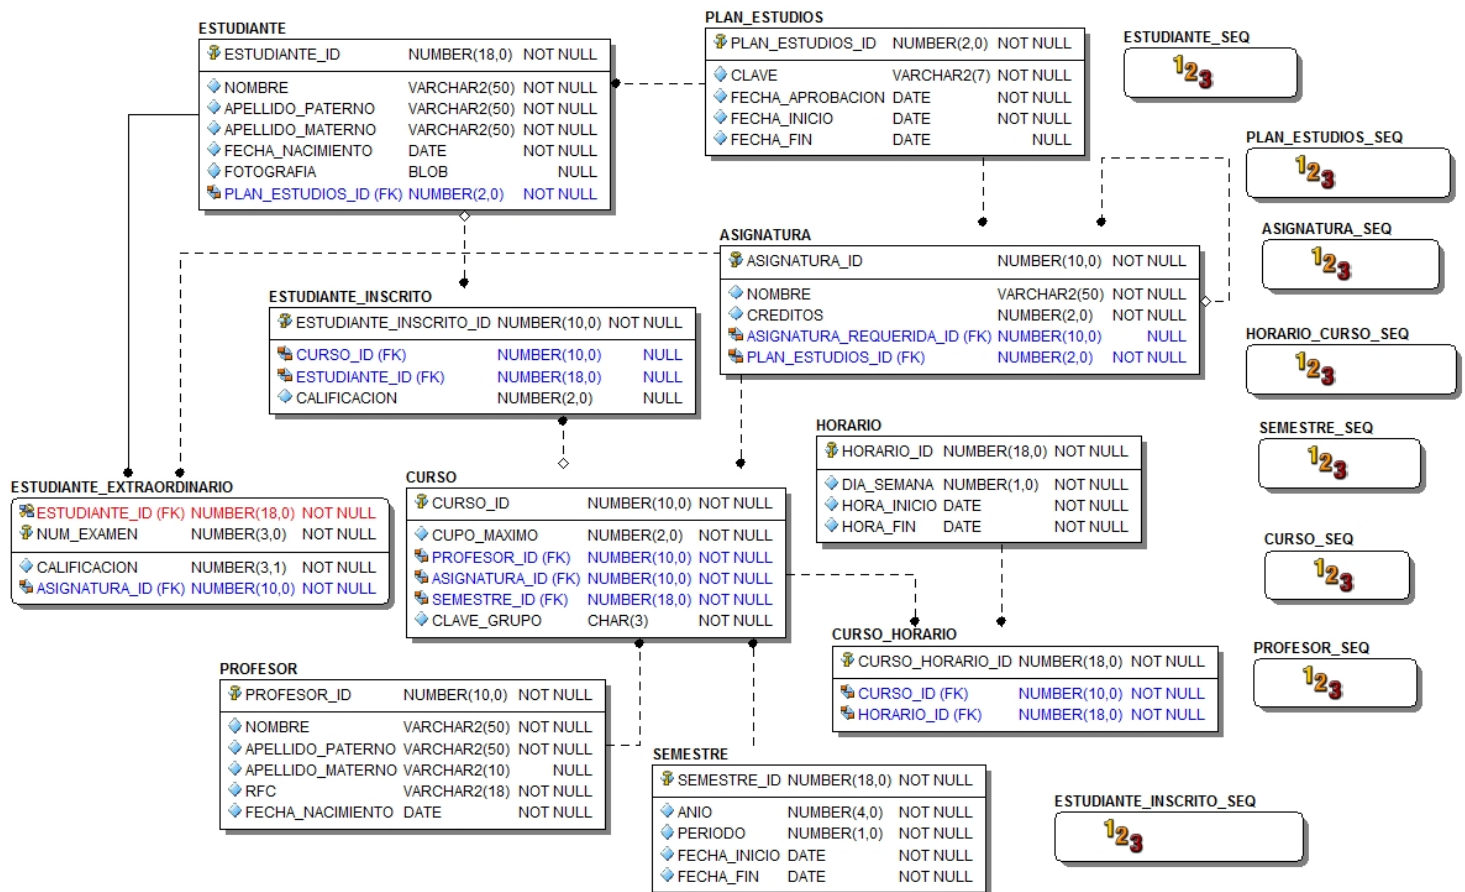 ESTUDIANTE
ESTUDIANTE_ID NUMBER(18,0) NOT NULL
NOMBRE VARCHAR2(50) NOT NULL
APELLIDO_PATERNO VARCHAR2(50) NOT NULL
APELLIDO_MATERNO VARCHAR2(50) NOT NULL
FECHA_NACIMIENTO DATE NOT NULL
FOTOGRAFIA BLOB NULL
PLAN_ESTUDIOS_ID (FK) NUMBER(2,0) NOT NULL
PLAN_ESTUDIOS
PLAN_ESTUDIOS_ID NUMBER(2,0) NOT NULL
CLAVE VARCHAR2(7) NOT NULL
FECHA_APROBACION DATE NOT NULL
FECHA_INICIO DATE NOT NULL
FECHA_FIN DATE NULL
ESTUDIANTE_SEQ
123
PLAN_ESTUDIOS_SEQ
123
ASIGNATURA_SEQ
123
ASIGNATURA
ASIGNATURA_ID NUMBER(10,0) NOT NULL
NOMBRE VARCHAR2(50) NOT NULL
CREDITOS NUMBER(2,0) NOT NULL
ASIGNATURA_REQUERIDA_ID (FK) NUMBER(10,0) NULL
PLAN_ESTUDIOS_ID (FK) NUMBER(2,0) NOT NULL
ESTUDIANTE_INSCRITO
ESTUDIANTE_INSCRITO_ID NUMBER(10,0) NOT NULL
CURSO_ID (FK) NUMBER(10,0) NULL
ESTUDIANTE_ID (FK) NUMBER(18,0) NULL
CALIFICACION NUMBER(2,0) NULL
HORARIO_CURSO_SEQ
123
SEMESTRE_SEQ
123
HORARIO
HORARIO_ID NUMBER(18,0) NOT NULL
DIA_SEMANA NUMBER(1,0) NOT NULL
HORA_INICIO DATE NOT NULL
HORA_FIN DATE NOT NULL
ESTUDIANTE_EXTRAORDINARIO
ESTUDIANTE_ID (FK) NUMBER(18,0) NOT NULL
NUM_EXAMEN NUMBER(3,0) NOT NULL
CALIFICACION NUMBER(3,1) NOT NULL
ASIGNATURA_ID (FK) NUMBER(10,0) NOT NULL
CURSO
CURSO_ID NUMBER(10,0) NOT NULL
CUPO_MAXIMO NUMBER(2,0) NOT NULL
PROFESOR_ID (FK) NUMBER(10,0) NOT NULL
ASIGNATURA_ID (FK) NUMBER(10,0) NOT NULL
SEMESTRE_ID (FK) NUMBER(18,0) NOT NULL
CLAVE_GRUPO CHAR(3) NOT NULL
CURSO_SEQ
123
CURSO_HORARIO
CURSO_HORARIO_ID NUMBER(18,0) NOT NULL
CURSO_ID (FK) NUMBER(10,0) NOT NULL
HORARIO_ID (FK) NUMBER(18,0) NOT NULL
PROFESOR_SEQ
123
PROFESOR
PROFESOR_ID NUMBER(10,0) NOT NULL
NOMBRE VARCHAR2(50) NOT NULL
APELLIDO_PATERNO VARCHAR2(50) NOT NULL
APELLIDO_MATERNO VARCHAR2(10) NULL
RFC VARCHAR2(18) NOT NULL
FECHA_NACIMIENTO DATE NOT NULL
SEMESTRE
SEMESTRE_ID NUMBER(18,0) NOT NULL
ANIO NUMBER(4,0) NOT NULL
PERIODO NUMBER(1,0) NOT NULL
FECHA_INICIO DATE NOT NULL
FECHA_FIN DATE NOT NULL
ESTUDIANTE_INSCRITO_SEQ
123